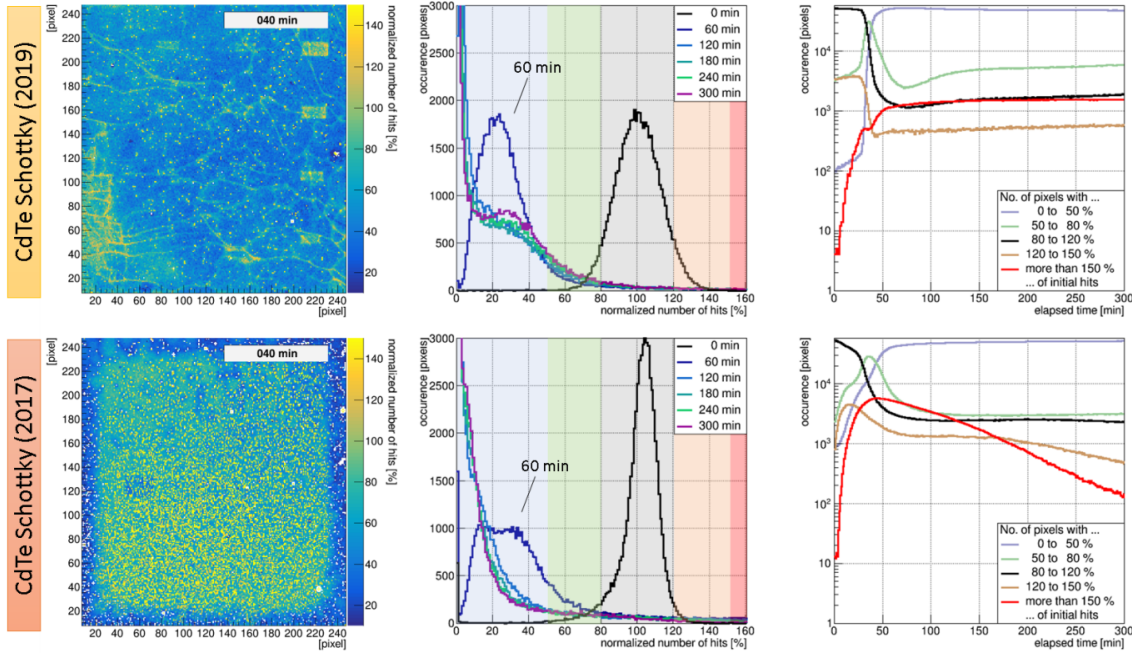 CdTe Schottky (2019)
[pixel]
040 min
240
220
200
180
160
140
120
100
80
60
40
20
20 40 60 80 100 120 140 160 180 200 220 240
[pixel]
140
120
100
80
60
40
20
normalized number of hits [%]
occurence [pixels]
3000
2500
2000
1500
1000
500
0
0 20 40 60 80 100 120 140 160
normalized number of hits [%]
60 min
0 min
60 min
120 min
180 min
240 min
300 min
occurence [pixels]
10⁴
10³
10²
10
1
0 50 100 150 200 250 300
elapsed time [min]
No. of pixels with ...
0 to 50 %
50 to 80 %
80 to 120 %
120 to 150 %
more than 150 %
... of initial hits
CdTe Schottky (2017)
[pixel]
040 min
240
220
200
180
160
140
120
100
80
60
40
20
20 40 60 80 100 120 140 160 180 200 220 240
[pixel]
140
120
100
80
60
40
20
normalized number of hits [%]
occurence [pixels]
3000
2500
2000
1500
1000
500
0
0 20 40 60 80 100 120 140 160
normalized number of hits [%]
60 min
0 min
60 min
120 min
180 min
240 min
300 min
occurence [pixels]
10⁴
10³
10²
10
1
0 50 100 150 200 250 300
elapsed time [min]
No. of pixels with ...
0 to 50 %
50 to 80 %
80 to 120 %
120 to 150 %
more than 150 %
... of initial hits